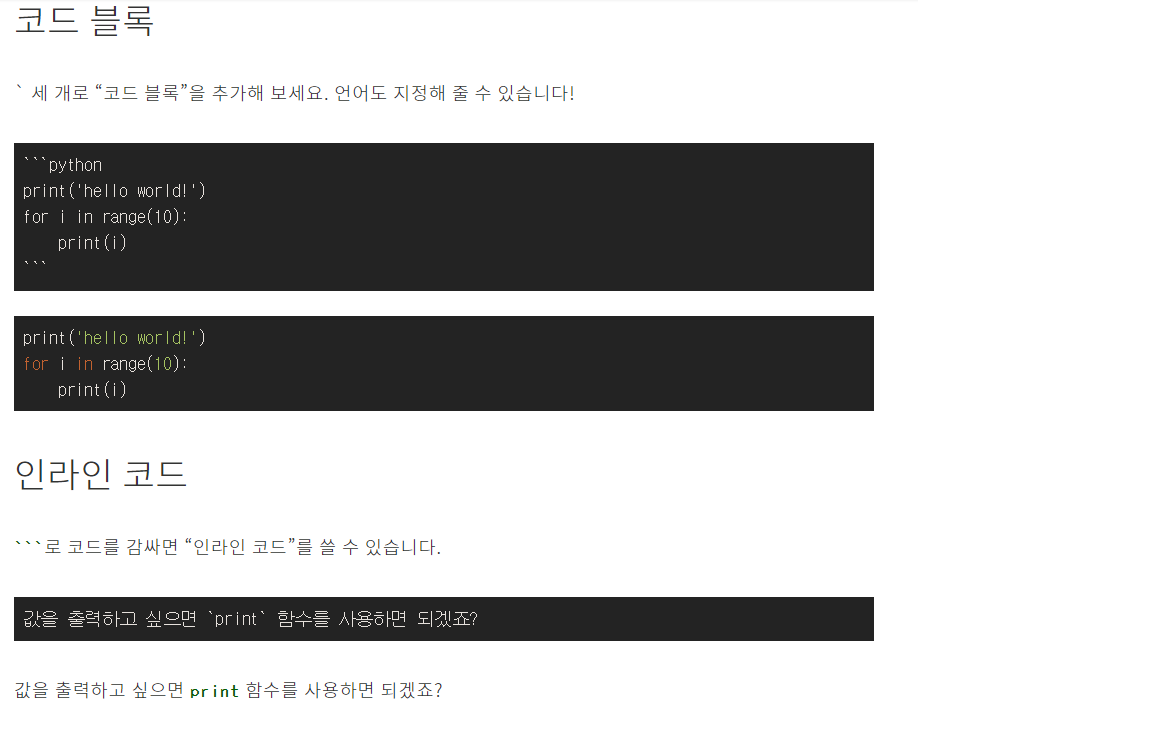 코드 블록
` 세 개로 “코드 블록”을 추가해 보세요. 언어도 지정해 줄 수 있습니다!
```python
print('hello world!')
for i in range(10):
    print(i)
```
print('hello world!')
for i in range(10):
    print(i)
인라인 코드
```로 코드를 감싸면 “인라인 코드”를 쓸 수 있습니다.
값을 출력하고 싶으면 `print` 함수를 사용하면 되겠죠?
값을 출력하고 싶으면 print 함수를 사용하면 되겠죠?